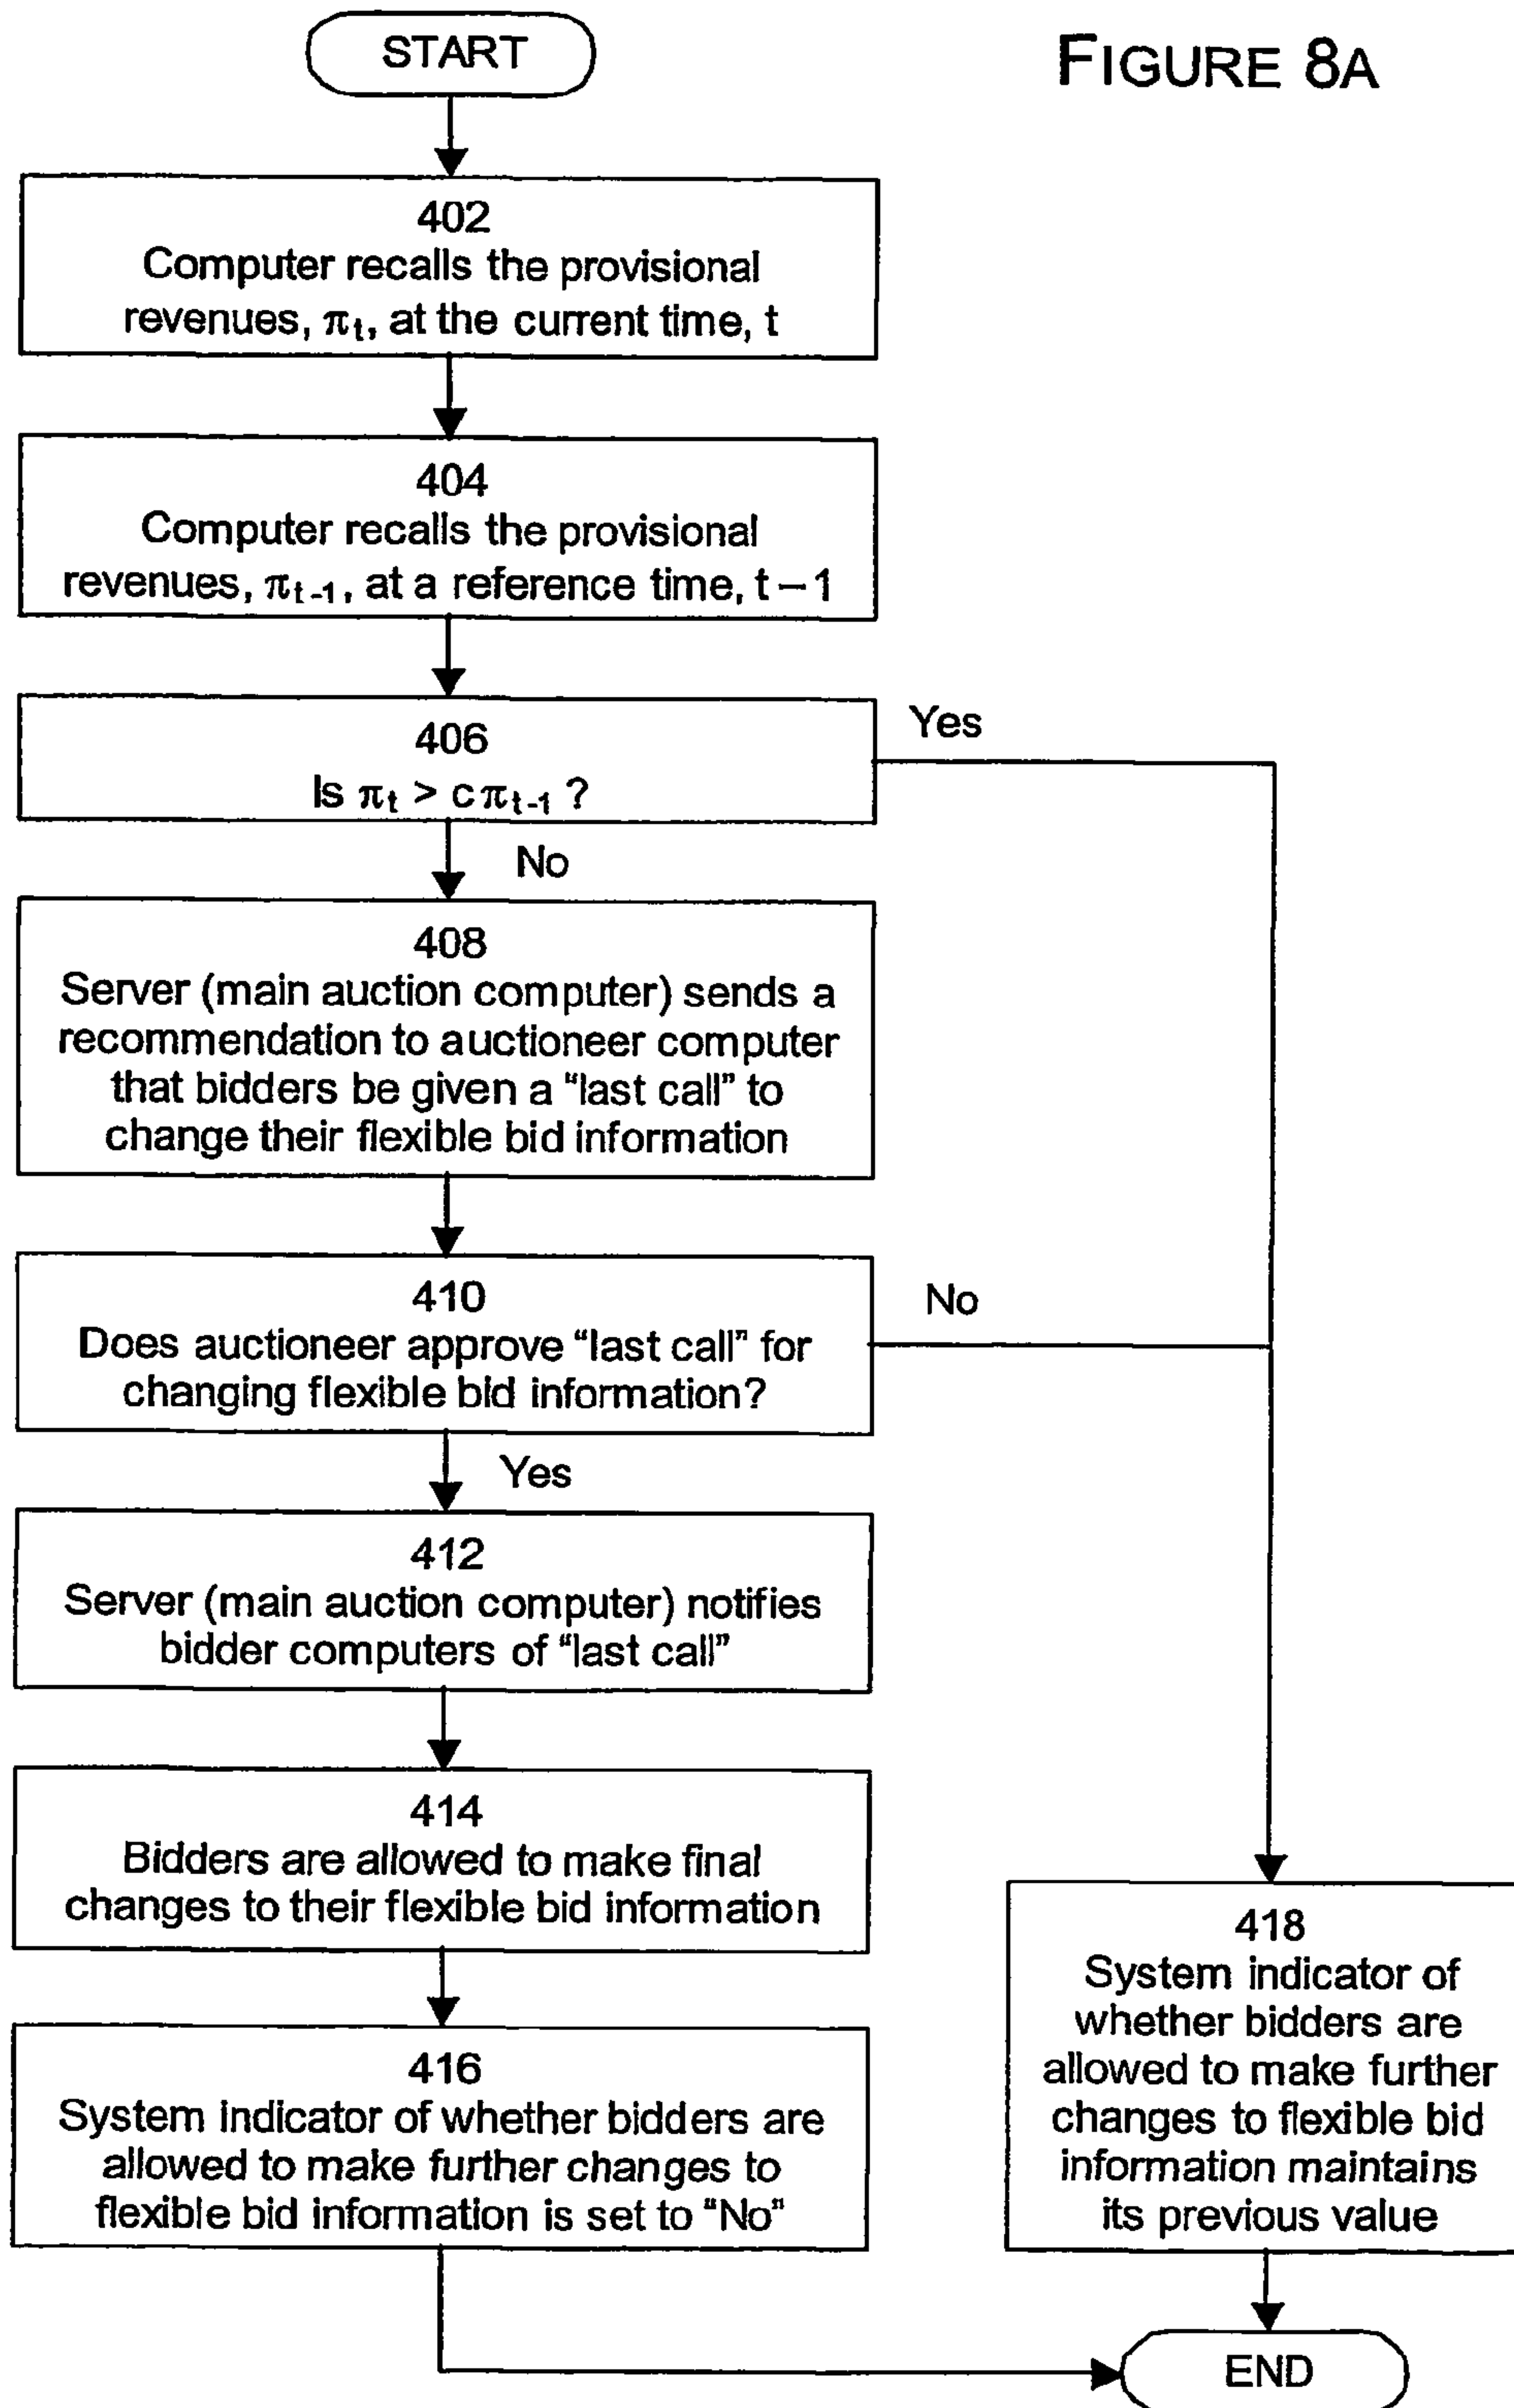 START
FIGURE 8A
402
Computer recalls the provisional
revenues, πt, at the current time, t
404
Computer recalls the provisional
revenues, πt-1, at a reference time, t – 1
406
Is πt > cπt-1 ?
Yes
No
408
Server (main auction computer) sends a
recommendation to auctioneer computer
that bidders be given a "last call" to
change their flexible bid information
410
Does auctioneer approve "last call" for
changing flexible bid information?
No
Yes
412
Server (main auction computer) notifies
bidder computers of "last call"
414
Bidders are allowed to make final
changes to their flexible bid information
416
System indicator of whether bidders are
allowed to make further changes to
flexible bid information is set to "No"
418
System indicator of
whether bidders are
allowed to make further
changes to flexible bid
information maintains
its previous value
END